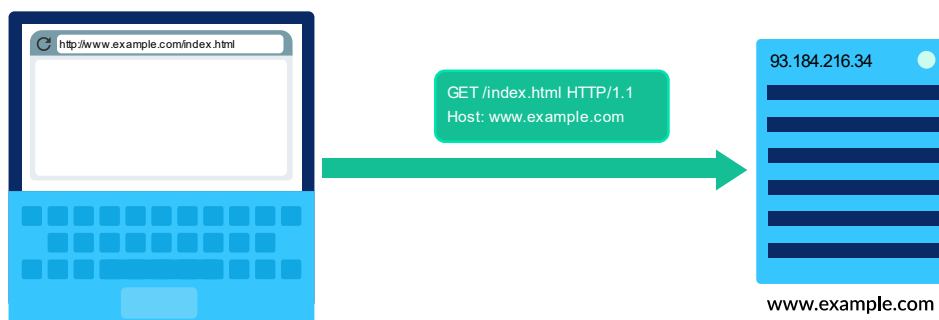 http://www.example.com/index.html
GET /index.html HTTP/1.1
Host: www.example.com
93.184.216.34
www.example.com